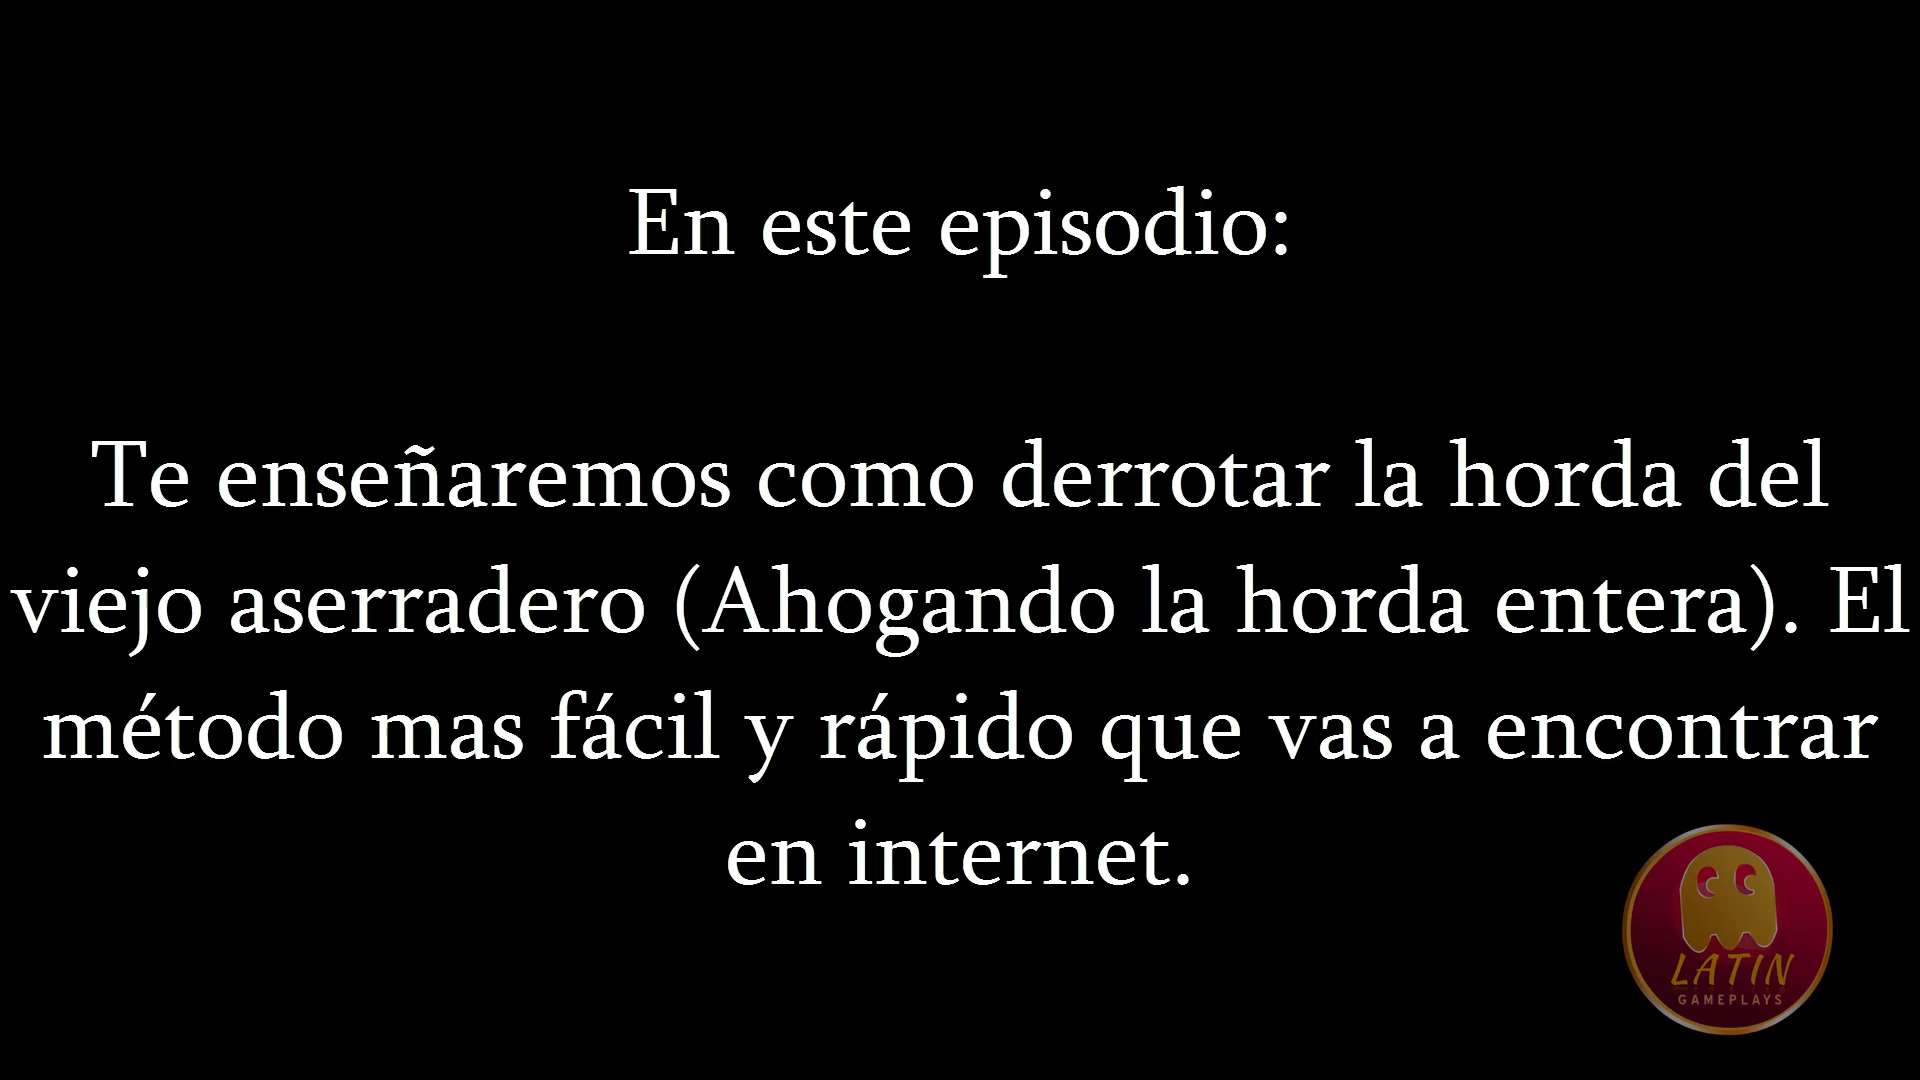 En este episodio:
Te enseñaremos como derrotar la horda del
viejo aserradero (Ahogando la horda entera). El
método mas fácil y rápido que vas a encontrar
en internet.
LATIN
GAMEPLAYS